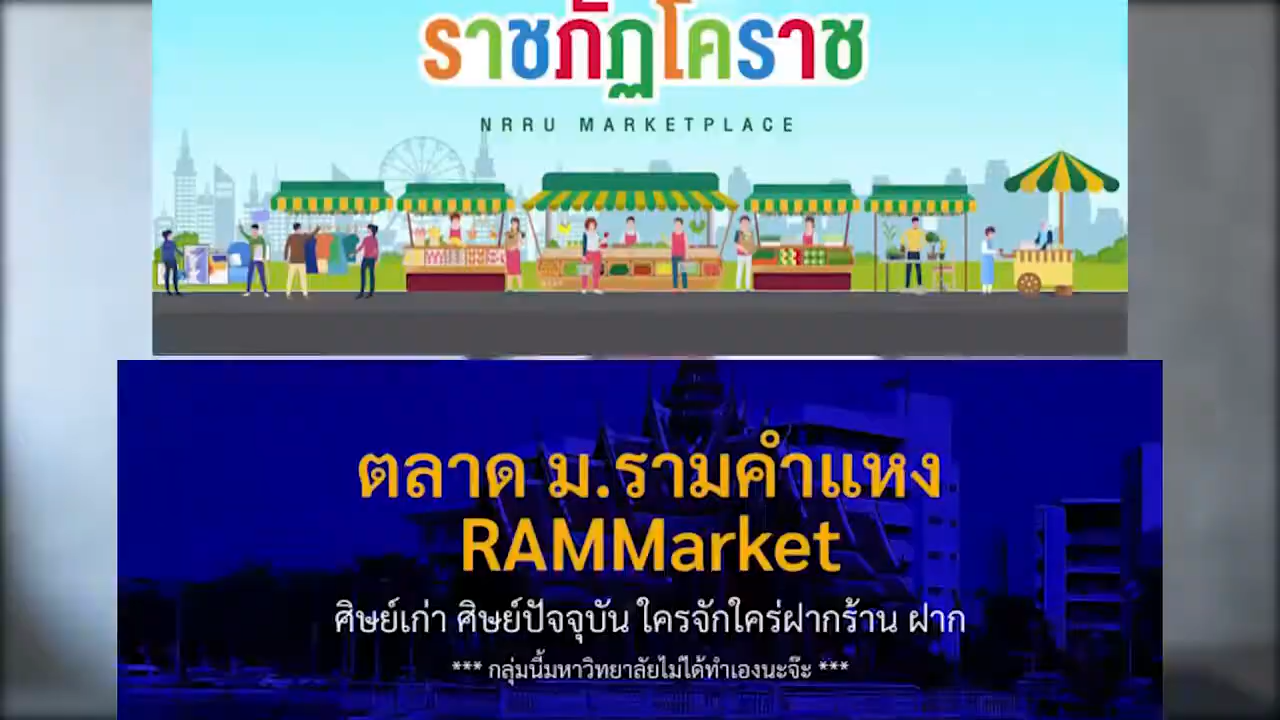 ราชภัฏโคราช
NRRU MARKETPLACE
ตลาด ม.รามคำแหง
RAMMarket
ศิษย์เก่า ศิษย์ปัจจุบัน ใครจักใคร่ฝากร้าน ฝาก
*** กลุ่มนี้มหาวิทยาลัยไม่ได้ทำเองนะจ๊ะ ***